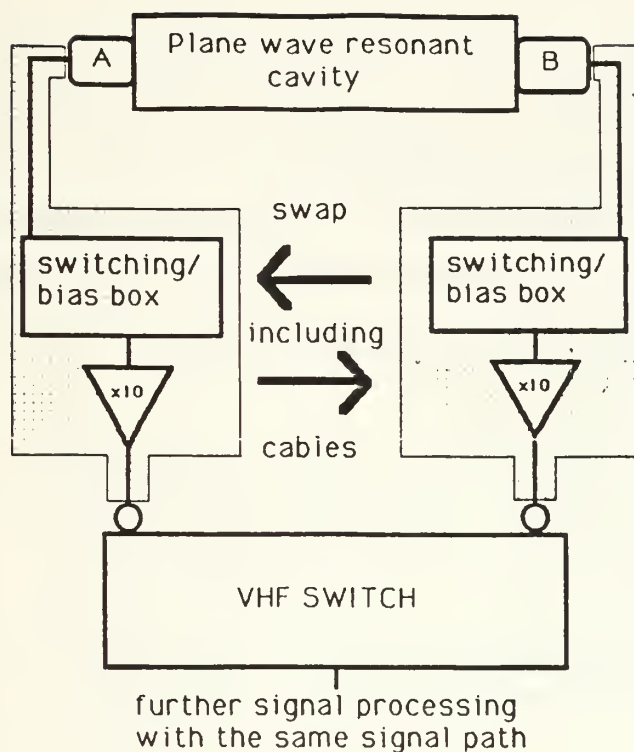 Plane wave resonant
cavity
A
B
swap
switching/
bias box
switching/
bias box
including
x10
x10
cabies
VHF SWITCH
further signal processing
with the same signal path